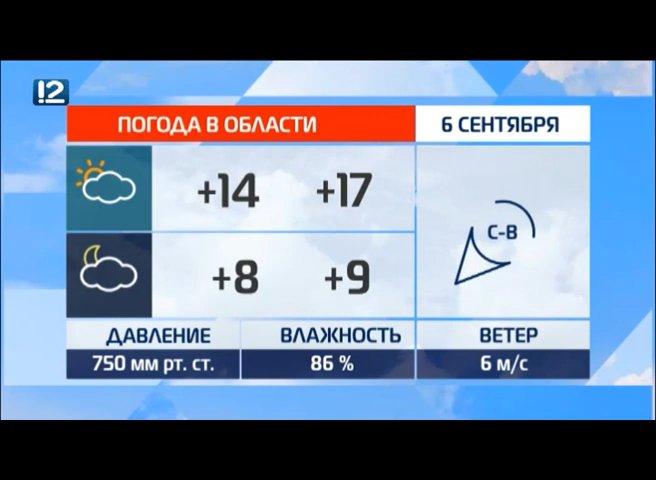 12
ПОГОДА В ОБЛАСТИ
6 СЕНТЯБРЯ
+14 +17
С-В
+8 +9
ДАВЛЕНИЕ ВЛАЖНОСТЬ ВЕТЕР
750 мм рт. ст. 86 % 6 м/с